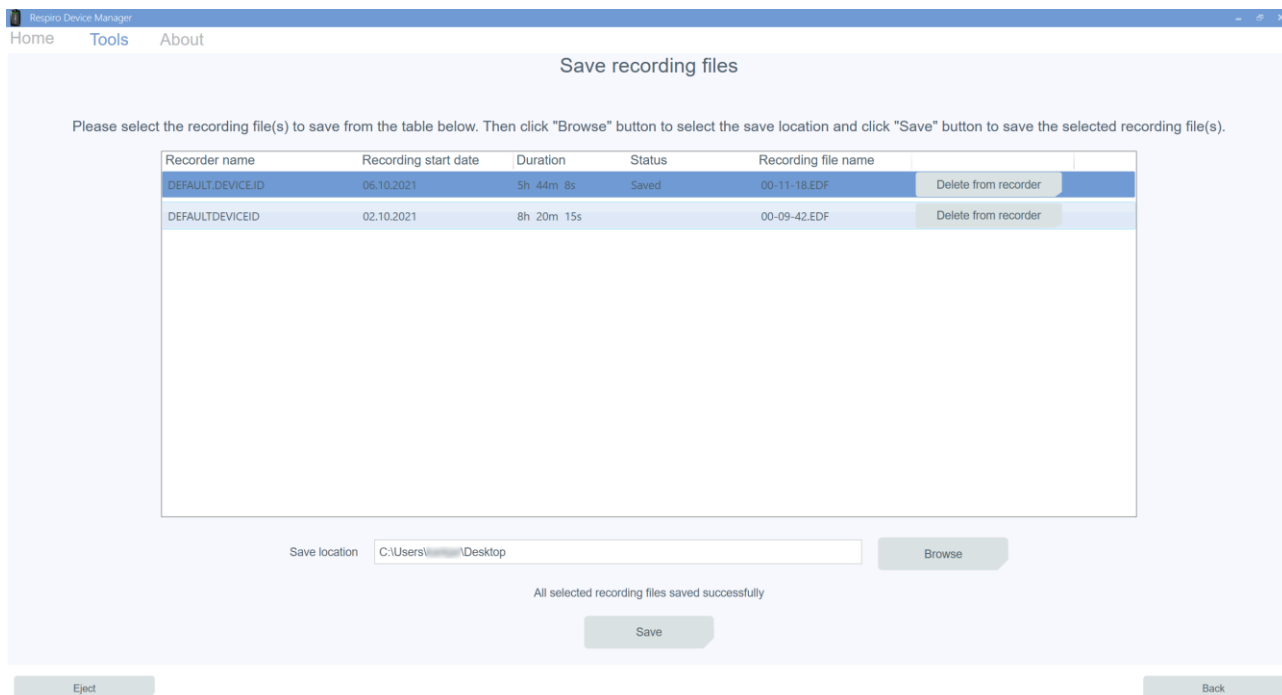 Respiro Device Manager
Home Tools About
Save recording files
Please select the recording file(s) to save from the table below. Then click "Browse" button to select the save location and click "Save" button to save the selected recording file(s).
Recorder name Recording start date Duration Status Recording file name
DEFAULT.DEVICE.ID 06.10.2021 5h 44m 8s Saved 00-11-18.EDF Delete from recorder
DEFAULTDEVICEID 02.10.2021 8h 20m 15s 00-09-42.EDF Delete from recorder
Save location C:\Users\ \Desktop Browse
All selected recording files saved successfully
Save
Eject Back